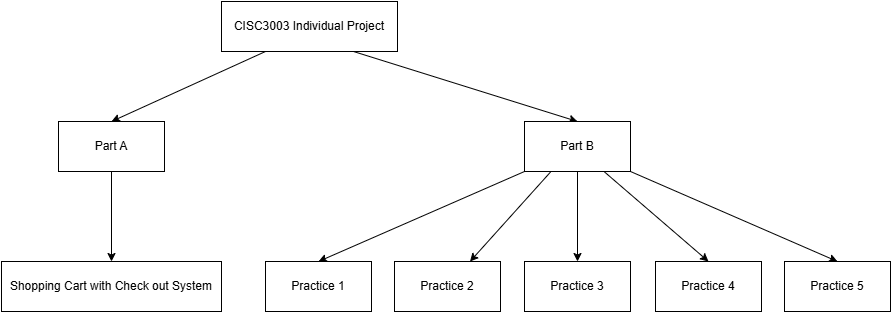 CISC3003 Individual Project
Part A
Part B
Shopping Cart with Check out System
Practice 1
Practice 2
Practice 3
Practice 4
Practice 5